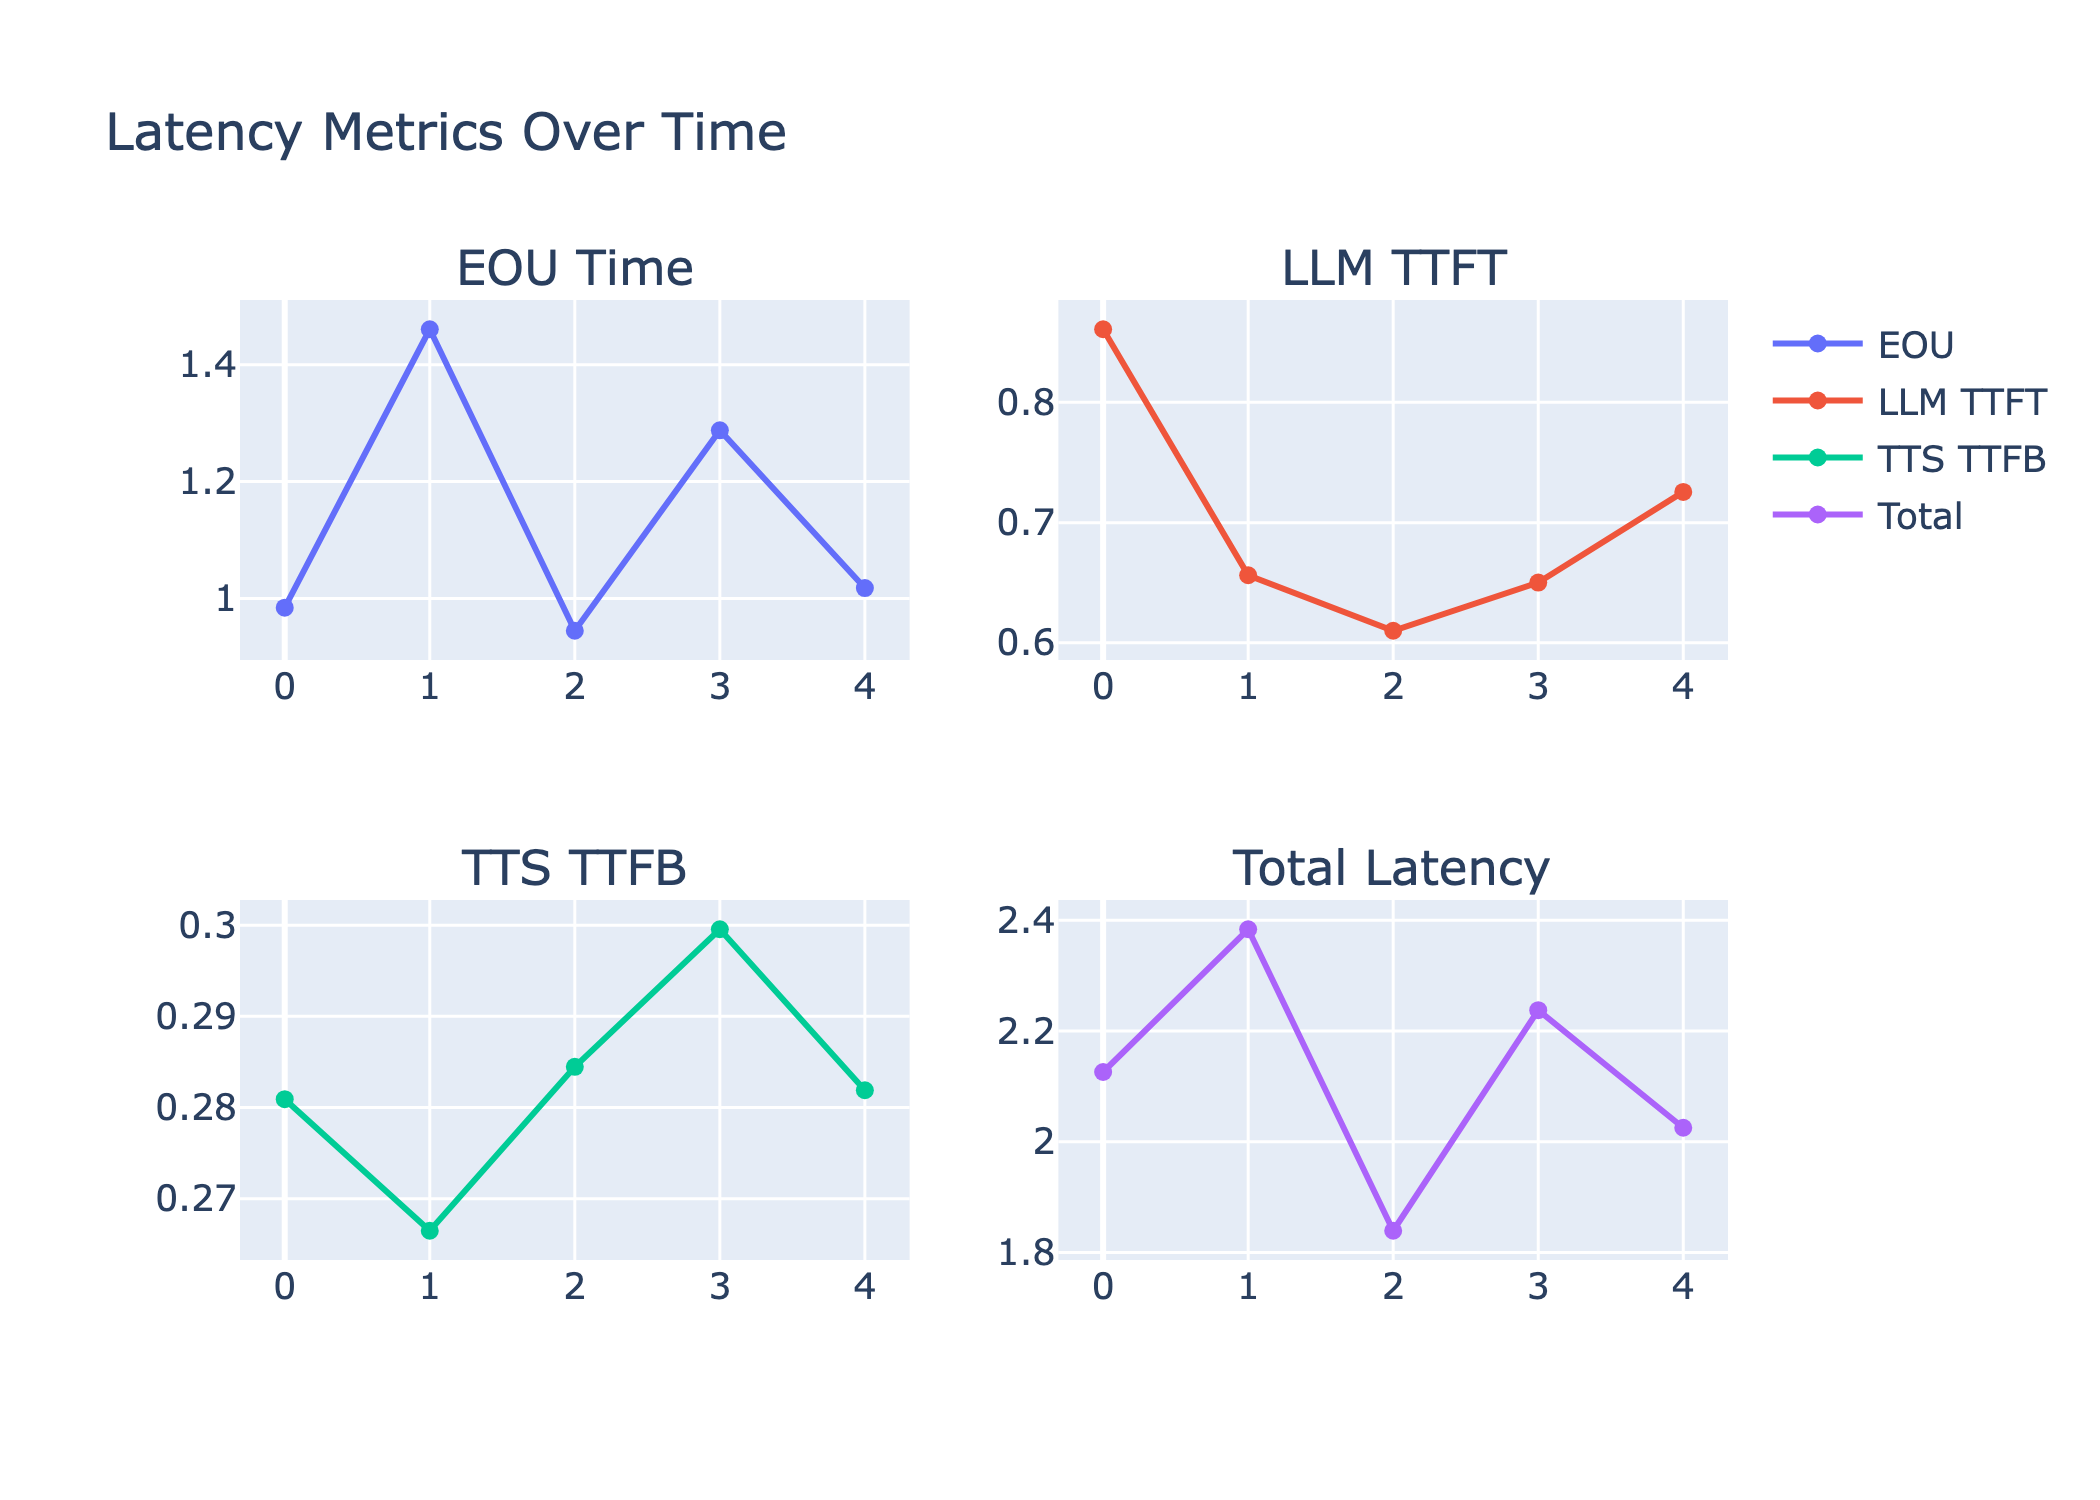 Latency Metrics Over Time
EOU Time
1.4
1.2
1
0 1 2 3 4
LLM TTFT
0.8
0.7
0.6
0 1 2 3 4
EOU
LLM TTFT
TTS TTFB
Total
TTS TTFB
0.3
0.29
0.28
0.27
0 1 2 3 4
Total Latency
2.4
2.2
2
1.8
0 1 2 3 4